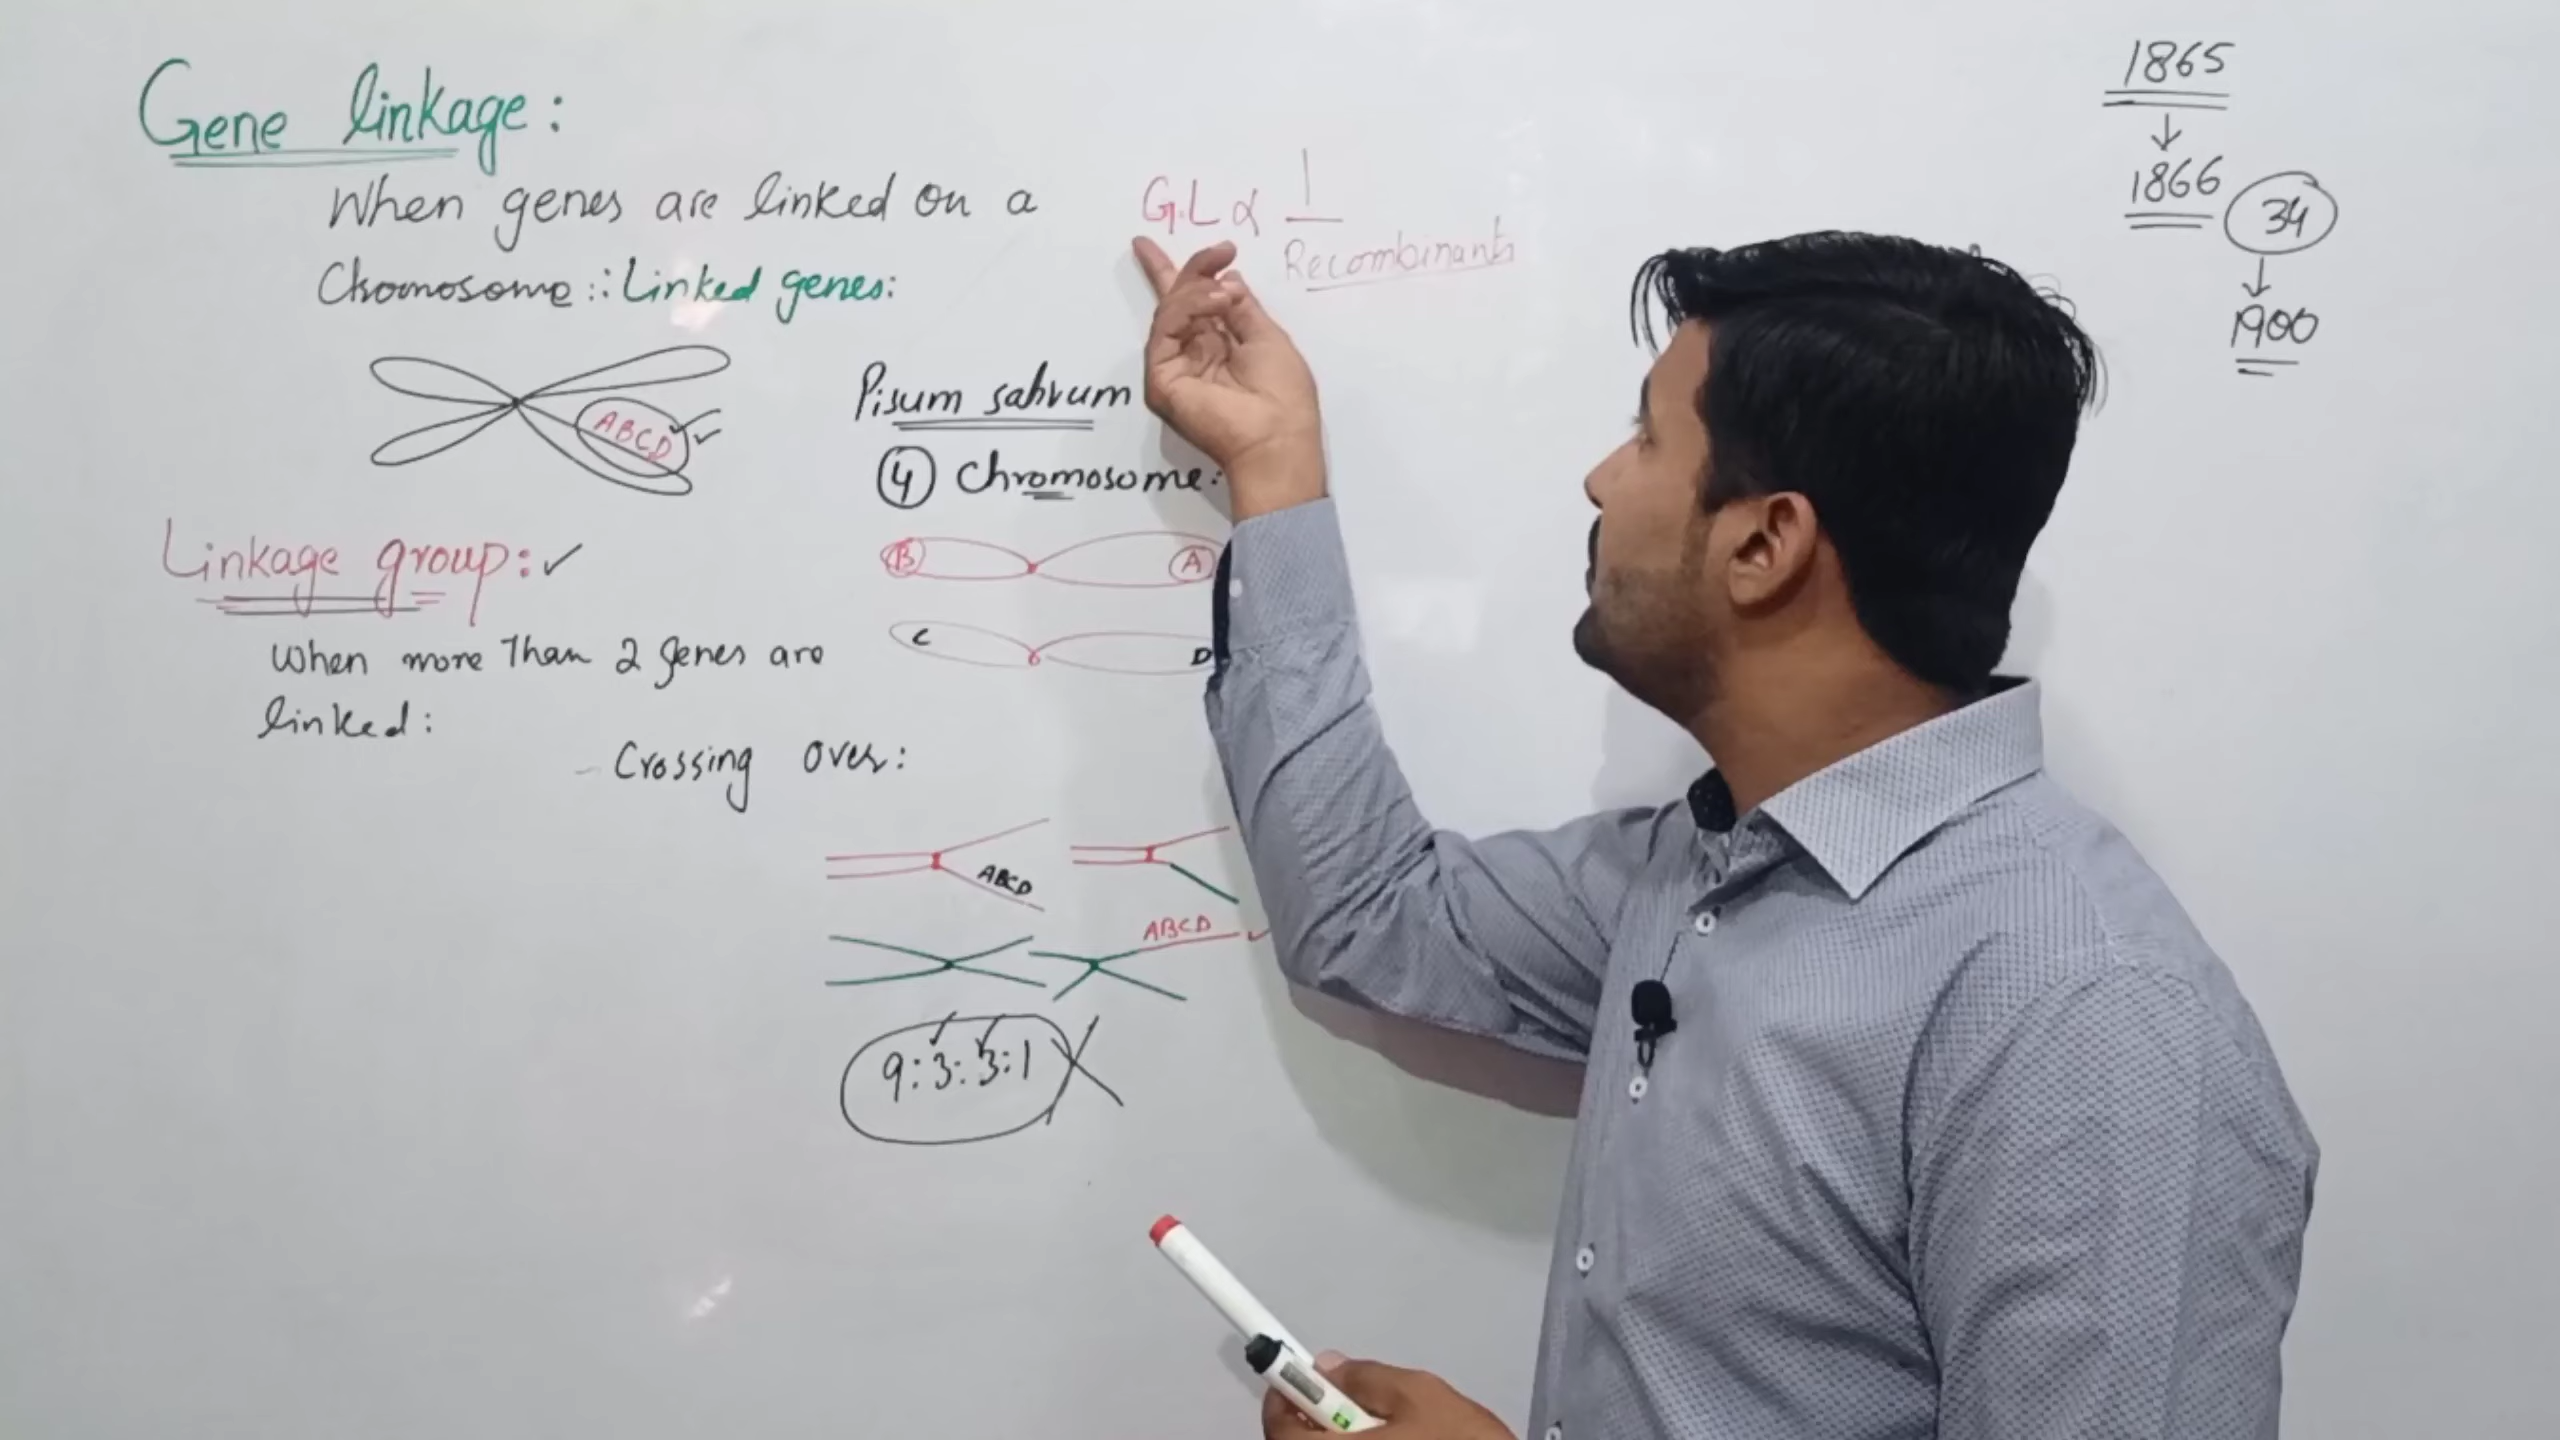 Gene linkage:
When genes are linked on a
Chromosome:: Linked genes:
ABCD
Linkage group:
When more Than 2 genes are
linked:
G.L ∝ 1
Recombinants
Pisum sativum
4 Chromosome:
B A
C D
- Crossing over:
ABCD
ABCD
9:3:3:1
1865
↓
1866
34
↓
1900